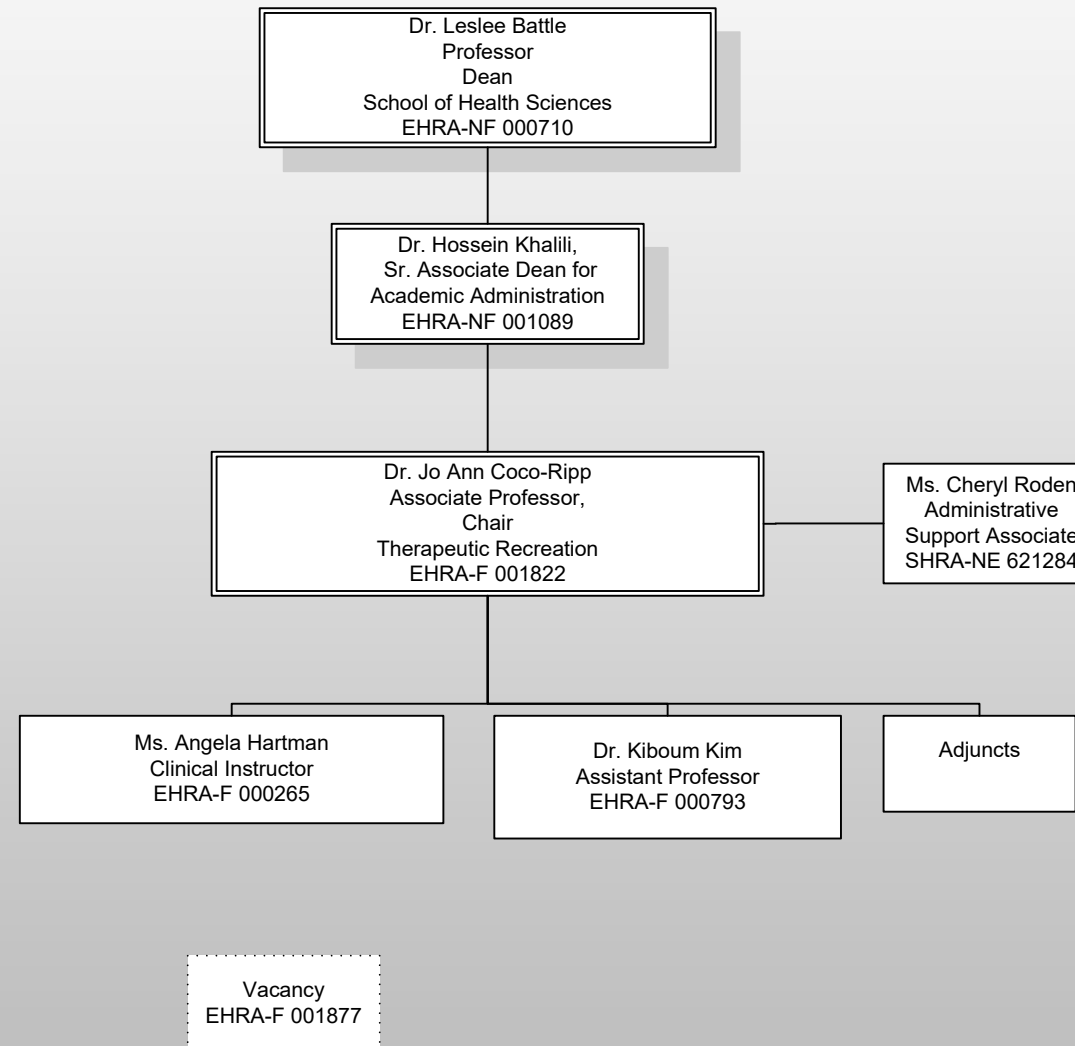 Dr. Leslee Battle
Professor
Dean
School of Health Sciences
EHRA-NF 000710
Dr. Hossein Khalili,
Sr. Associate Dean for
Academic Administration
EHRA-NF 001089
Dr. Jo Ann Coco-Ripp
Associate Professor,
Chair
Therapeutic Recreation
EHRA-F 001822
Ms. Cheryl Roden
Administrative
Support Associate
SHRA-NE 621284
Ms. Angela Hartman
Clinical Instructor
EHRA-F 000265
Dr. Kiboum Kim
Assistant Professor
EHRA-F 000793
Adjuncts
Vacancy
EHRA-F 001877